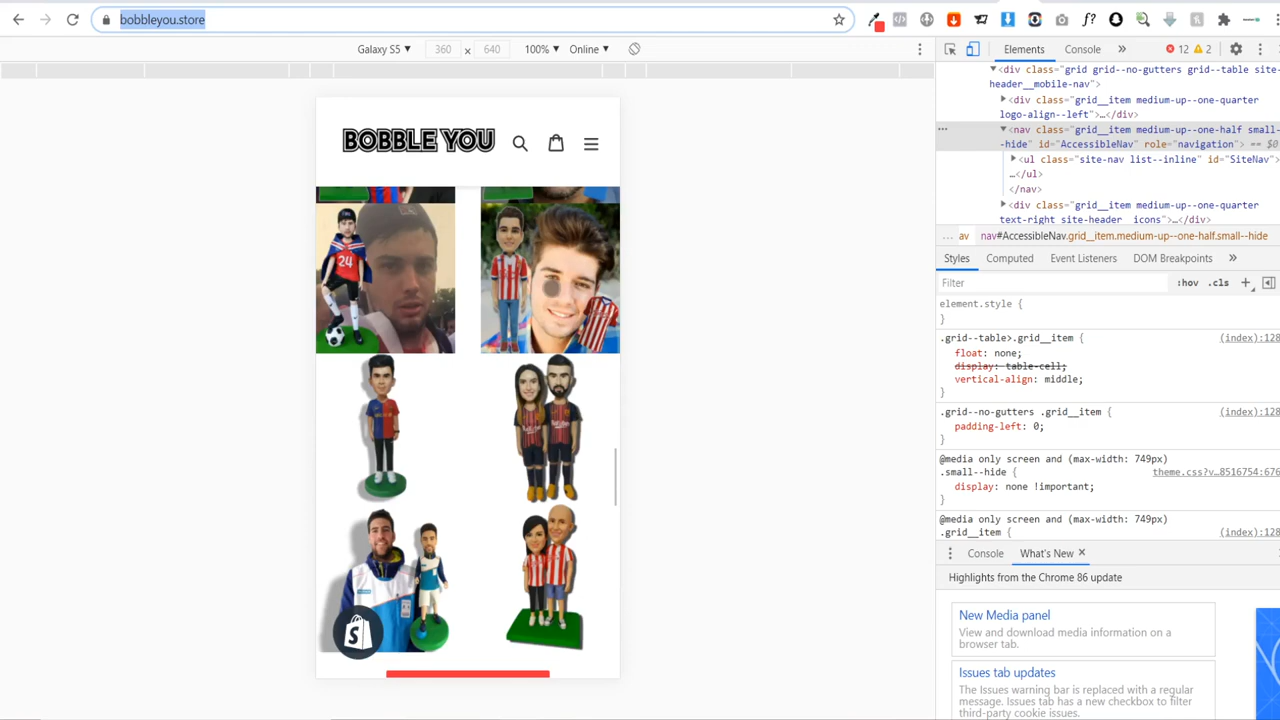 bobbleyou.store
Galaxy S5 ▾ 360 × 640 100% ▾ Online ▾
Elements Console » 12 2
BOBBLE YOU
24
<div class="grid grid--no-gutters grid--table site-
header__mobile-nav">
<div class="grid__item medium-up--one-quarter
logo-align--left">…</div>
<nav class="grid__item medium-up--one-half small-
-hide" id="AccessibleNav" role="navigation"> == $0
<ul class="site-nav list--inline" id="SiteNav">
…</ul>
</nav>
<div class="grid__item medium-up--one-quarter
text-right site-header__icons">…</div>
... av nav#AccessibleNav.grid__item.medium-up--one-half.small--hide
Styles Computed Event Listeners DOM Breakpoints »
Filter :hov .cls +
element.style {
}
.grid--table>.grid__item { (index):128
float: none;
display: table-cell;
vertical-align: middle;
}
.grid--no-gutters .grid__item { (index):128
padding-left: 0;
}
@media only screen and (max-width: 749px)
.small--hide { theme.css?v…8516754:676
display: none !important;
}
@media only screen and (max-width: 749px)
.grid__item { (index):128
Console What's New ×
Highlights from the Chrome 86 update
New Media panel
View and download media information on a
browser tab.
Issues tab updates
The Issues warning bar is replaced with a regular
message. Issues tab has a new checkbox to filter
third-party cookie issues.